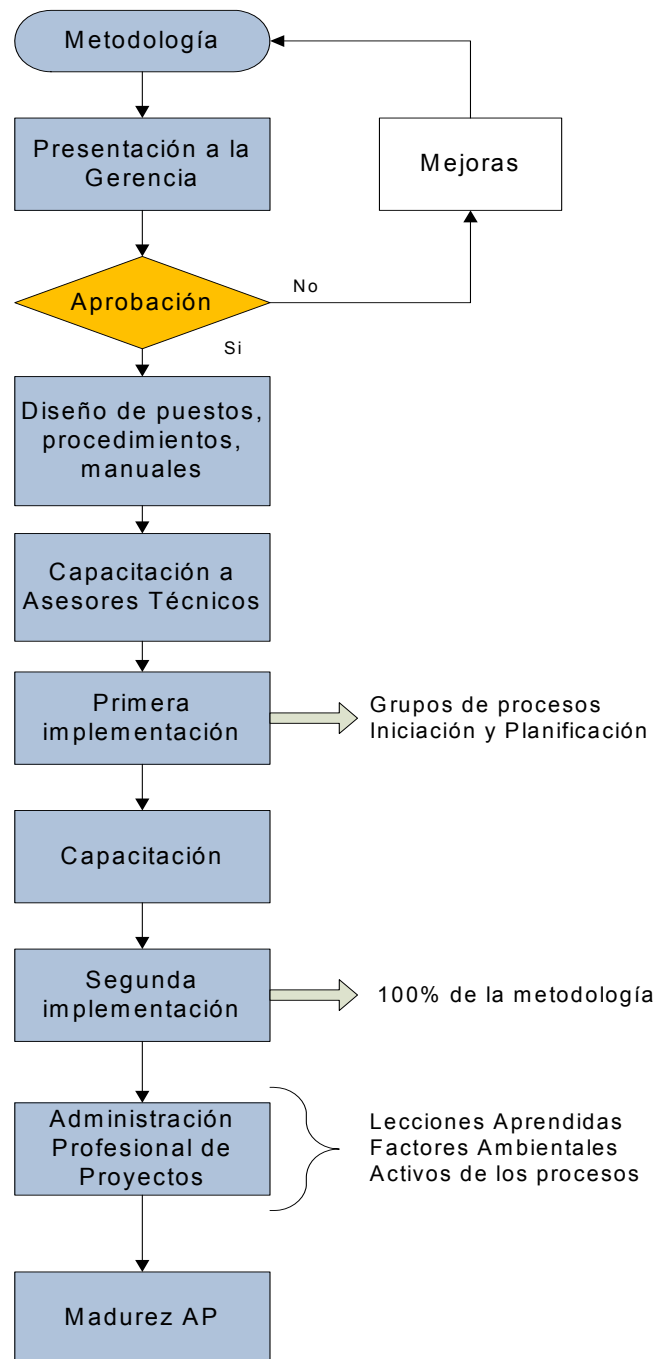 Metodología
Presentación a la
Gerencia
Mejoras
Aprobación
No
Si
Diseño de puestos,
procedimientos,
manuales
Capacitación a
Asesores Técnicos
Primera
implementación
Grupos de procesos
Iniciación y Planificación
Capacitación
Segunda
implementación
100% de la metodología
Administración
Profesional de
Proyectos
Lecciones Aprendidas
Factores Ambientales
Activos de los procesos
Madurez AP